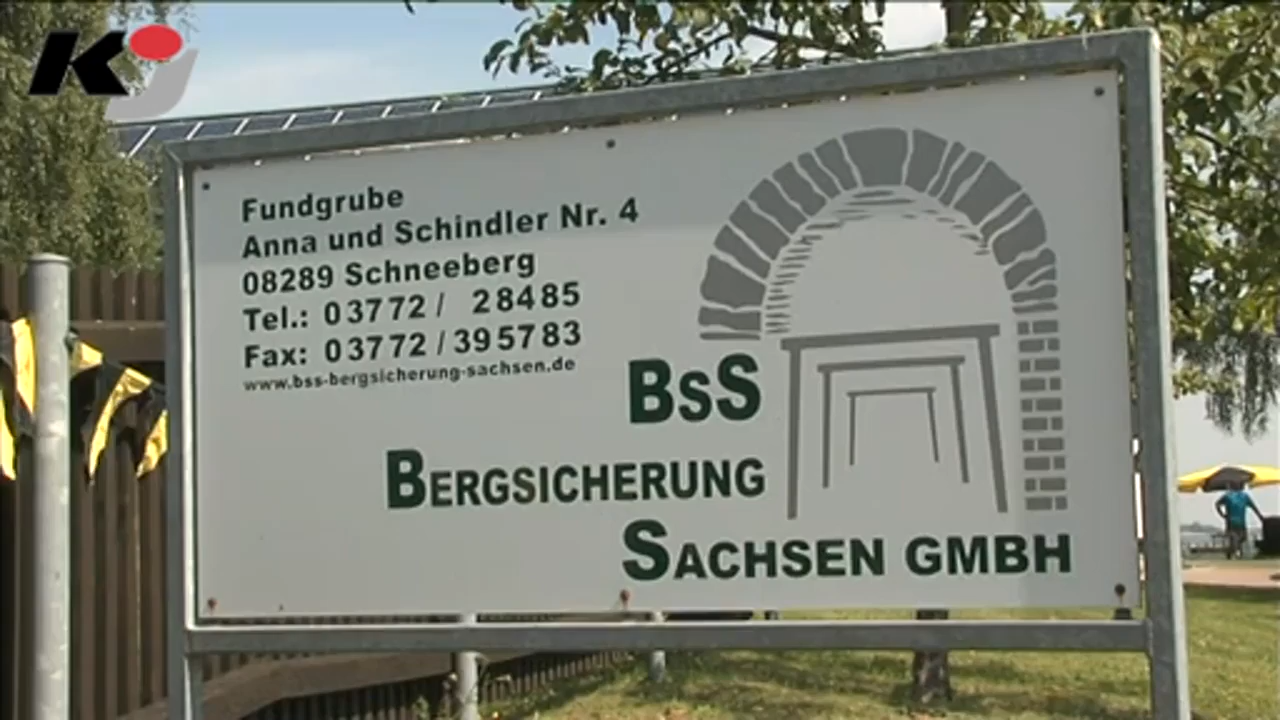 KJ
Fundgrube
Anna und Schindler Nr. 4
08289 Schneeberg
Tel.: 03772/ 28485
Fax: 03772/395783
www.bss-bergsicherung-sachsen.de
BSS
BERGSICHERUNG
SACHSEN GMBH